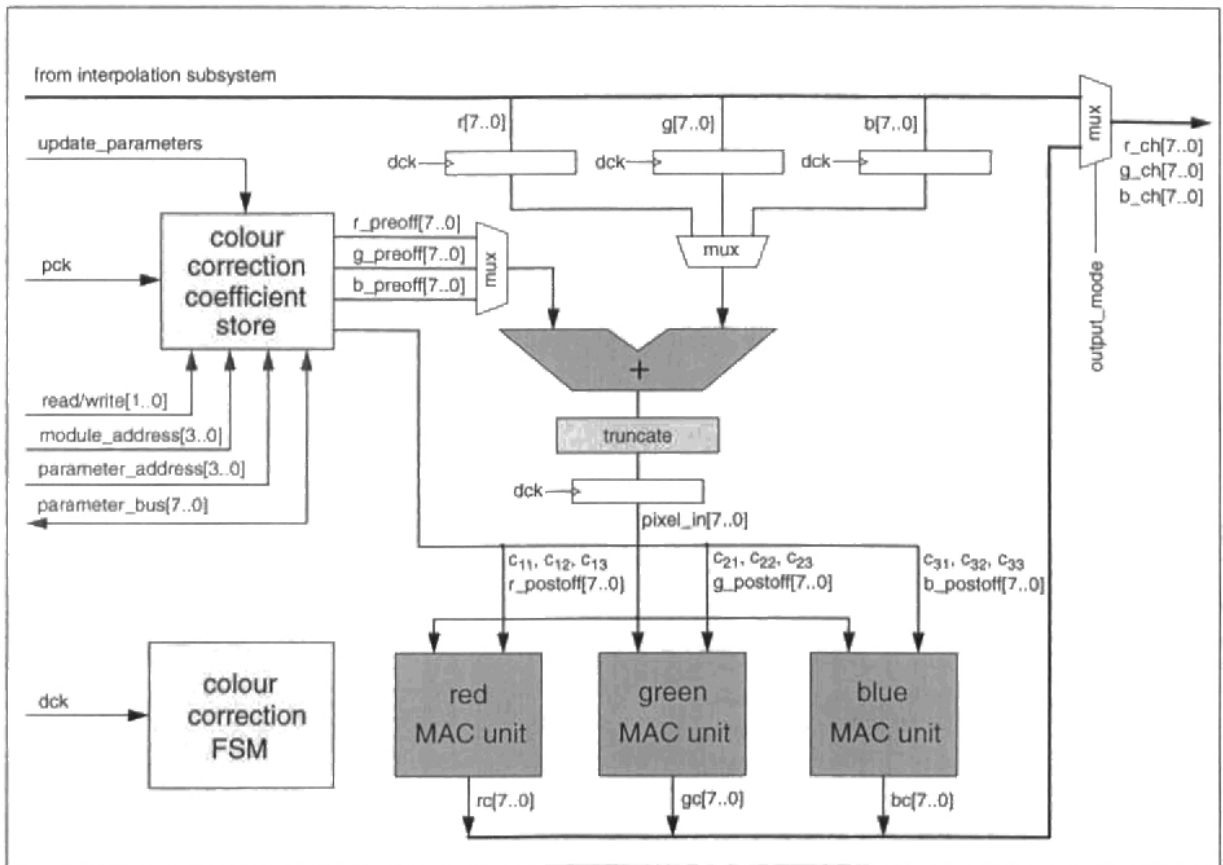 from interpolation subsystem
r[7..0]
g[7..0]
b[7..0]
mux
r_ch[7..0]
g_ch[7..0]
b_ch[7..0]
update_parameters
dck
dck
dck
colour
correction
coefficient
store
r_preoff[7..0]
g_preoff[7..0]
b_preoff[7..0]
mux
mux
pck
output_mode
+
read/write[1..0]
module_address[3..0]
parameter_address[3..0]
parameter_bus[7..0]
truncate
dck
pixel_in[7..0]
c11, c12, c13
r_postoff[7..0]
c21, c22, c23
g_postoff[7..0]
c31, c32, c33
b_postoff[7..0]
dck
colour
correction
FSM
red
MAC unit
green
MAC unit
blue
MAC unit
rc[7..0]
gc[7..0]
bc[7..0]